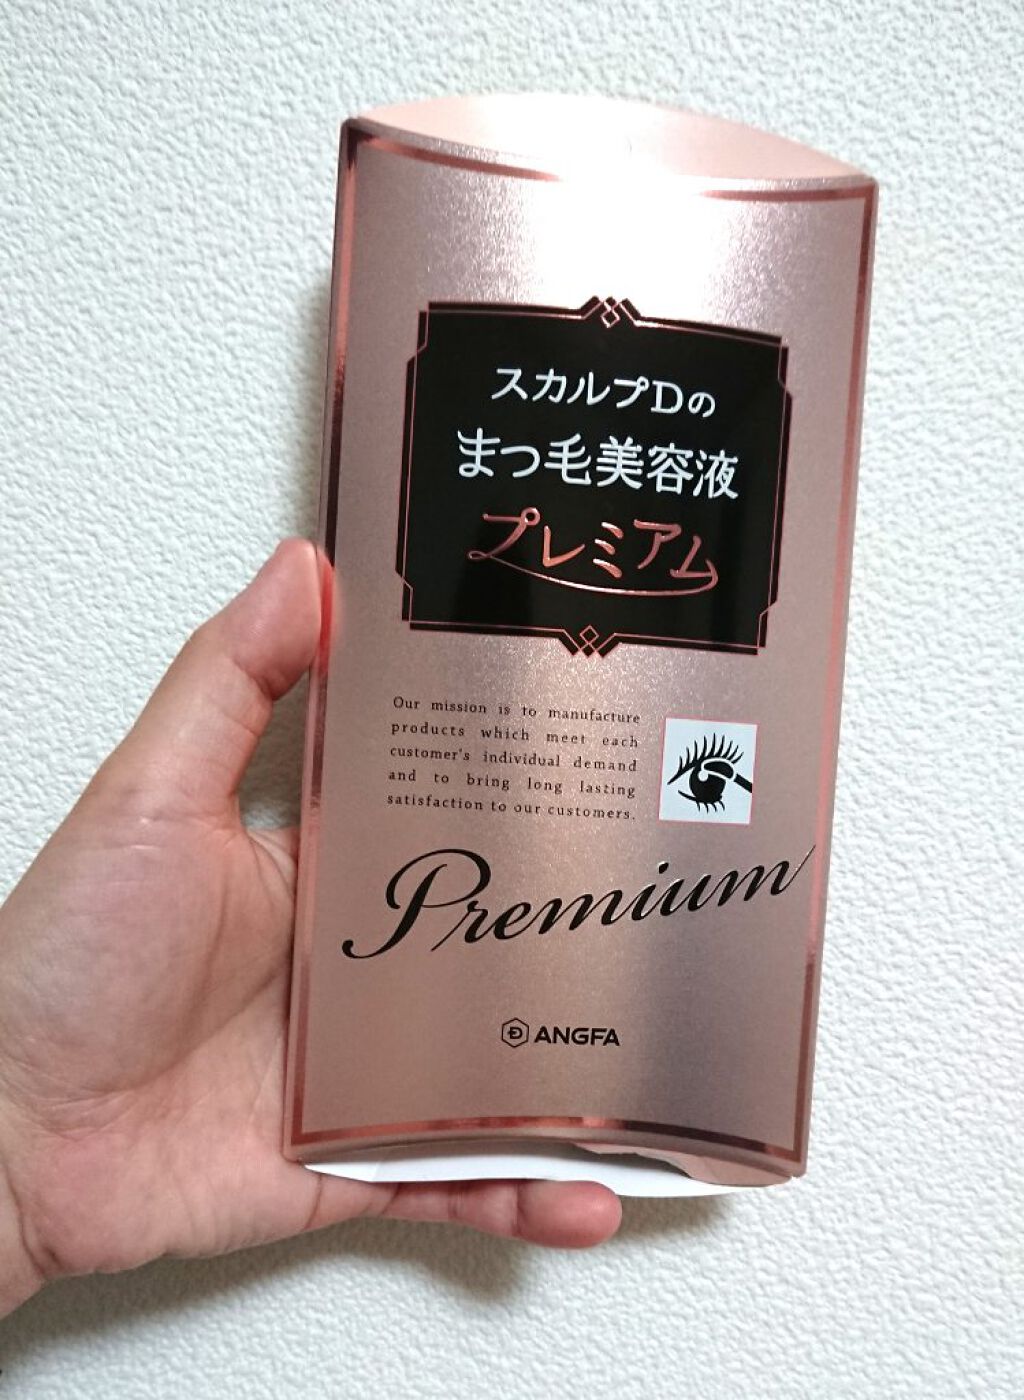 スカルプDの
まつ毛美容液
プレミアム
Our mission is to manufacture
products which meet each
customer's individual demand
and to bring long lasting
satisfaction to our customers.
Premium
ANGFA